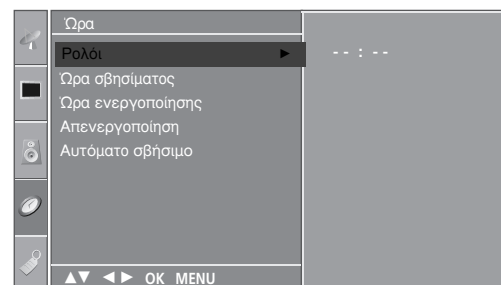 Ώρα
Ρολόι ► - - : - -
Ώρα σβησίματος
Ώρα ενεργοποίησης
Απενεργοποίηση
Αυτόματο σβήσιμο
▲▼ ◄► OK MENU